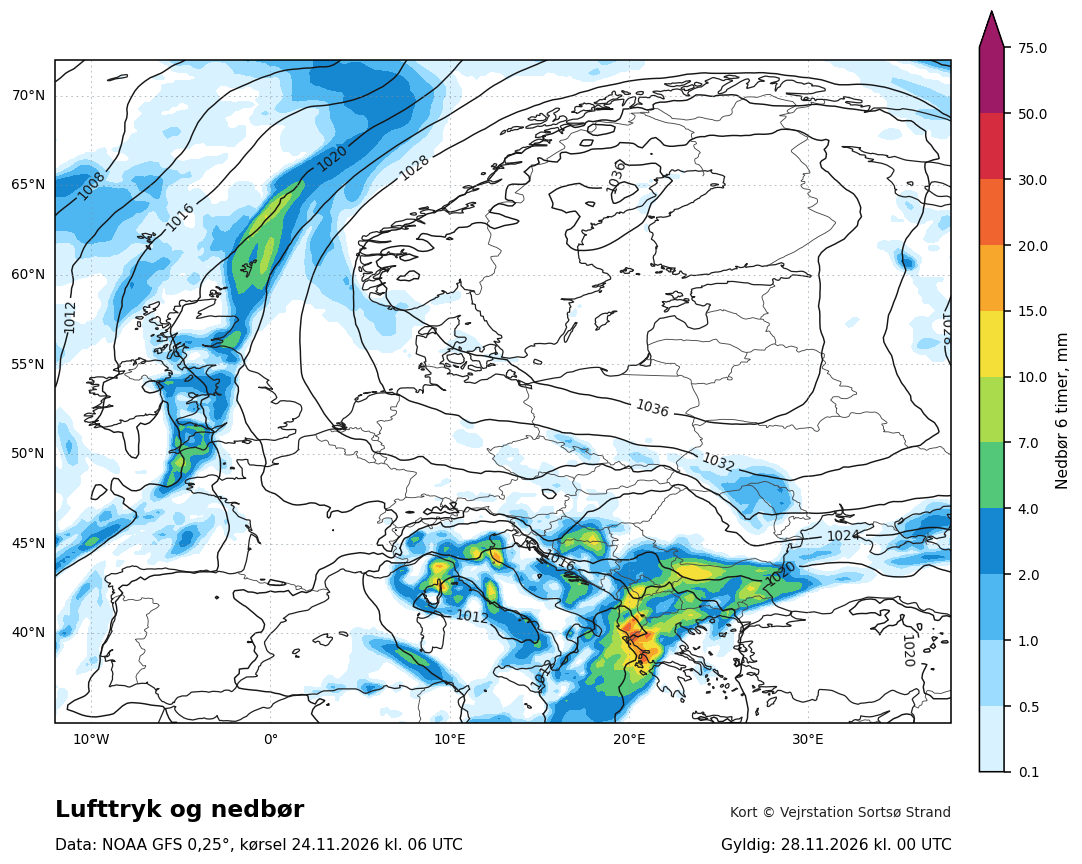 75.0
50.0
30.0
20.0
15.0
10.0
7.0
4.0
2.0
1.0
0.5
0.1
Nedbør 6 timer, mm
70°N
65°N
60°N
55°N
50°N
45°N
40°N
10°W
0°
10°E
20°E
30°E
1008
1016
1020
1028
1036
1012
1028
1036
1032
1024
1016
1020
1012
1020
1012
Lufttryk og nedbør
Kort © Vejrstation Sortsø Strand
Data: NOAA GFS 0,25°, kørsel 24.11.2026 kl. 06 UTC
Gyldig: 28.11.2026 kl. 00 UTC